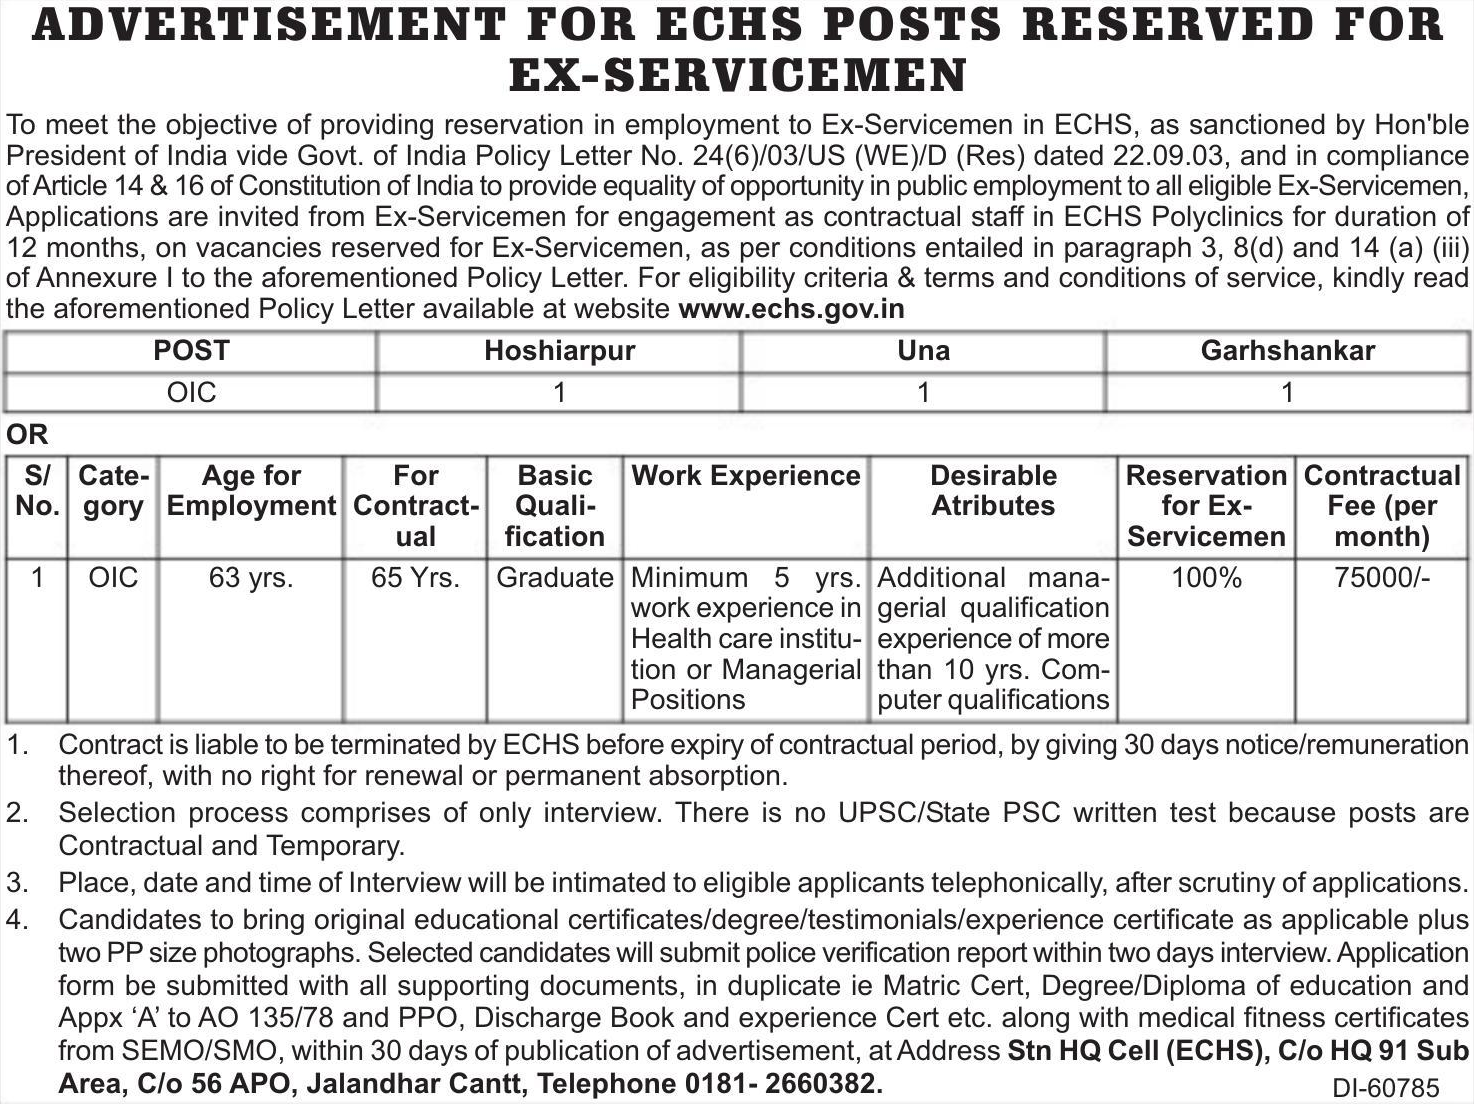 ADVERTISEMENT FOR ECHS POSTS RESERVED FOR
EX-SERVICEMEN
To meet the objective of providing reservation in employment to Ex-Servicemen in ECHS, as sanctioned by Hon'ble
President of India vide Govt. of India Policy Letter No. 24(6)/03/US (WE)/D (Res) dated 22.09.03, and in compliance
of Article 14 & 16 of Constitution of India to provide equality of opportunity in public employment to all eligible Ex-Servicemen,
Applications are invited from Ex-Servicemen for engagement as contractual staff in ECHS Polyclinics for duration of
12 months, on vacancies reserved for Ex-Servicemen, as per conditions entailed in paragraph 3, 8(d) and 14 (a) (iii)
of Annexure I to the aforementioned Policy Letter. For eligibility criteria & terms and conditions of service, kindly read
the aforementioned Policy Letter available at website www.echs.gov.in
POST Hoshiarpur Una Garhshankar
OIC 1 1 1
OR
S/ Cate- Age for For Basic Work Experience Desirable Reservation Contractual
No. gory Employment Contract- Quali- Atributes for Ex- Fee (per
ual fication Servicemen month)
1 OIC 63 yrs. 65 Yrs. Graduate Minimum 5 yrs. Additional mana- 100% 75000/-
work experience in gerial qualification
Health care institu- experience of more
tion or Managerial than 10 yrs. Com-
Positions puter qualifications
1. Contract is liable to be terminated by ECHS before expiry of contractual period, by giving 30 days notice/remuneration
thereof, with no right for renewal or permanent absorption.
2. Selection process comprises of only interview. There is no UPSC/State PSC written test because posts are
Contractual and Temporary.
3. Place, date and time of Interview will be intimated to eligible applicants telephonically, after scrutiny of applications.
4. Candidates to bring original educational certificates/degree/testimonials/experience certificate as applicable plus
two PP size photographs. Selected candidates will submit police verification report within two days interview. Application
form be submitted with all supporting documents, in duplicate ie Matric Cert, Degree/Diploma of education and
Appx ‘A’ to AO 135/78 and PPO, Discharge Book and experience Cert etc. along with medical fitness certificates
from SEMO/SMO, within 30 days of publication of advertisement, at Address Stn HQ Cell (ECHS), C/o HQ 91 Sub
Area, C/o 56 APO, Jalandhar Cantt, Telephone 0181- 2660382.
DI-60785